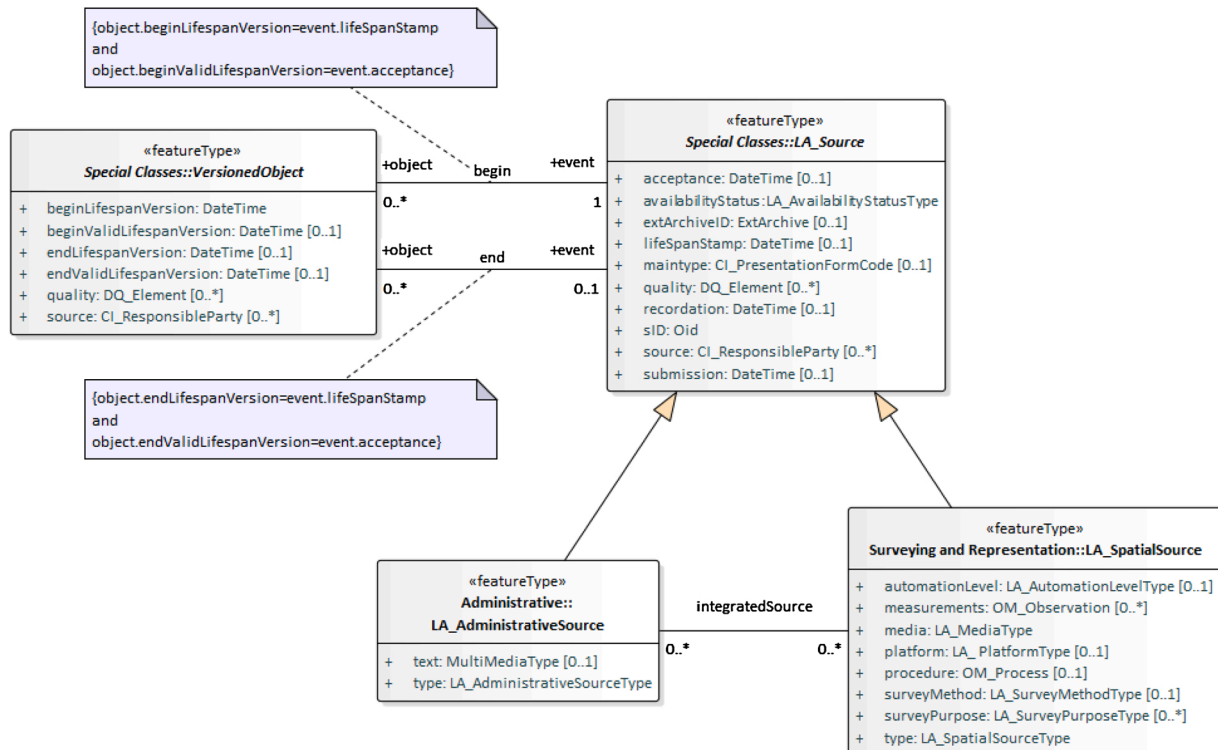 {object.beginLifespanVersion=event.lifeSpanStamp
and
object.beginValidLifespanVersion=event.acceptance}
«featureType»
Special Classes::VersionedObject
+ beginLifespanVersion: DateTime
+ beginValidLifespanVersion: DateTime [0..1]
+ endLifespanVersion: DateTime [0..1]
+ endValidLifespanVersion: DateTime [0..1]
+ quality: DQ_Element [0..*]
+ source: CI_ResponsibleParty [0..*]
+object begin +event
0..* 1
+object end +event
0..* 0..1
«featureType»
Special Classes::LA_Source
+ acceptance: DateTime [0..1]
+ availabilityStatus:LA_AvailabilityStatusType
+ extArchiveID: ExtArchive [0..1]
+ lifeSpanStamp: DateTime [0..1]
+ maintype: CI_PresentationFormCode [0..1]
+ quality: DQ_Element [0..*]
+ recordation: DateTime [0..1]
+ sID: Oid
+ source: CI_ResponsibleParty [0..*]
+ submission: DateTime [0..1]
{object.endLifespanVersion=event.lifeSpanStamp
and
object.endValidLifespanVersion=event.acceptance}
«featureType»
Administrative::
LA_AdministrativeSource
+ text: MultiMediaType [0..1]
+ type: LA_AdministrativeSourceType
integratedSource
0..* 0..*
«featureType»
Surveying and Representation::LA_SpatialSource
+ automationLevel: LA_AutomationLevelType [0..1]
+ measurements: OM_Observation [0..*]
+ media: LA_MediaType
+ platform: LA_ PlatformType [0..1]
+ procedure: OM_Process [0..1]
+ surveyMethod: LA_SurveyMethodType [0..1]
+ surveyPurpose: LA_SurveyPurposeType [0..*]
+ type: LA_SpatialSourceType